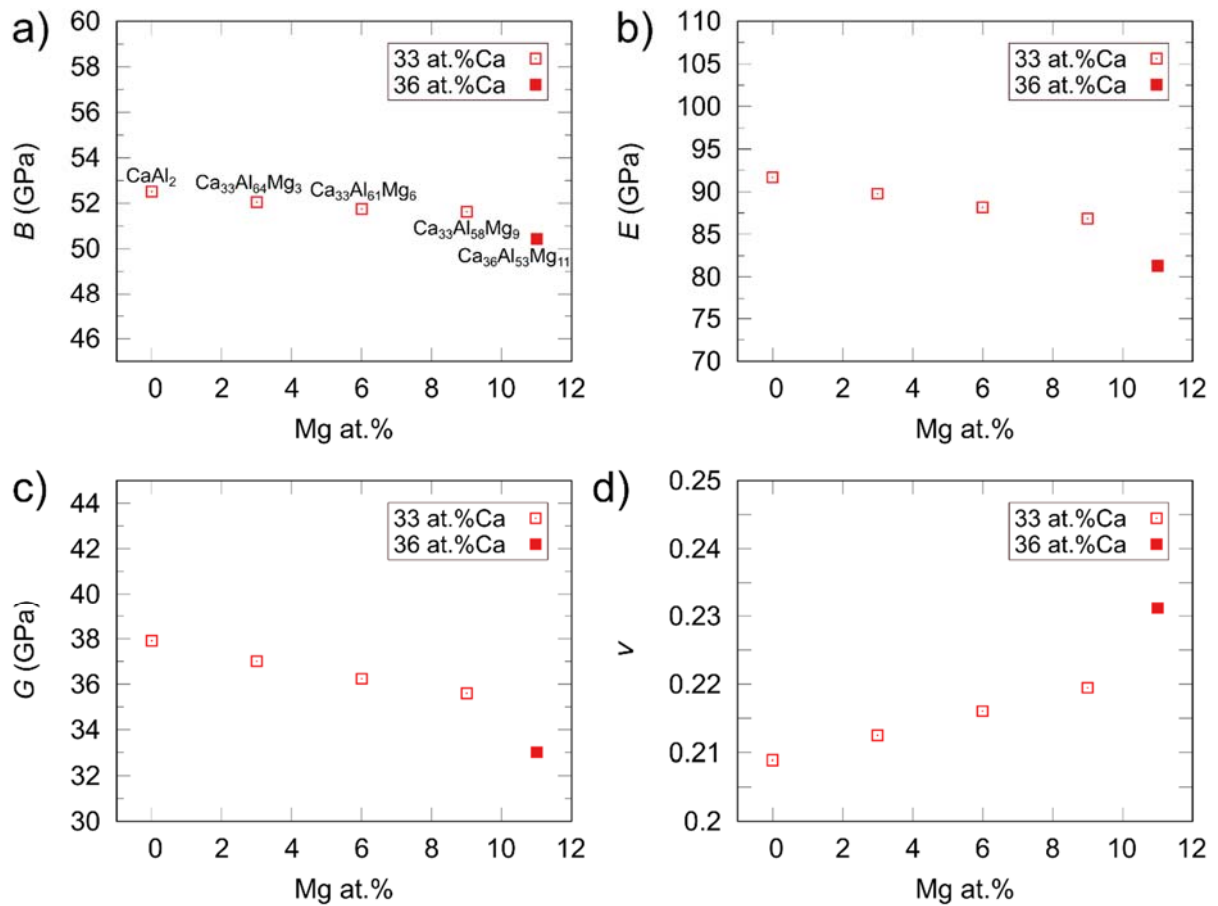 a)
60
58
56
54
52
50
48
46
B (GPa)
33 at.%Ca
36 at.%Ca
CaAl₂
Ca₃₃Al₆₄Mg₃
Ca₃₃Al₆₁Mg₆
Ca₃₃Al₅₈Mg₉
Ca₃₆Al₅₃Mg₁₁
0 2 4 6 8 10 12
Mg at.%
b)
110
105
100
95
90
85
80
75
70
E (GPa)
33 at.%Ca
36 at.%Ca
0 2 4 6 8 10 12
Mg at.%
c)
44
42
40
38
36
34
32
30
G (GPa)
33 at.%Ca
36 at.%Ca
0 2 4 6 8 10 12
Mg at.%
d)
0.25
0.24
0.23
0.22
0.21
0.2
ν
33 at.%Ca
36 at.%Ca
0 2 4 6 8 10 12
Mg at.%